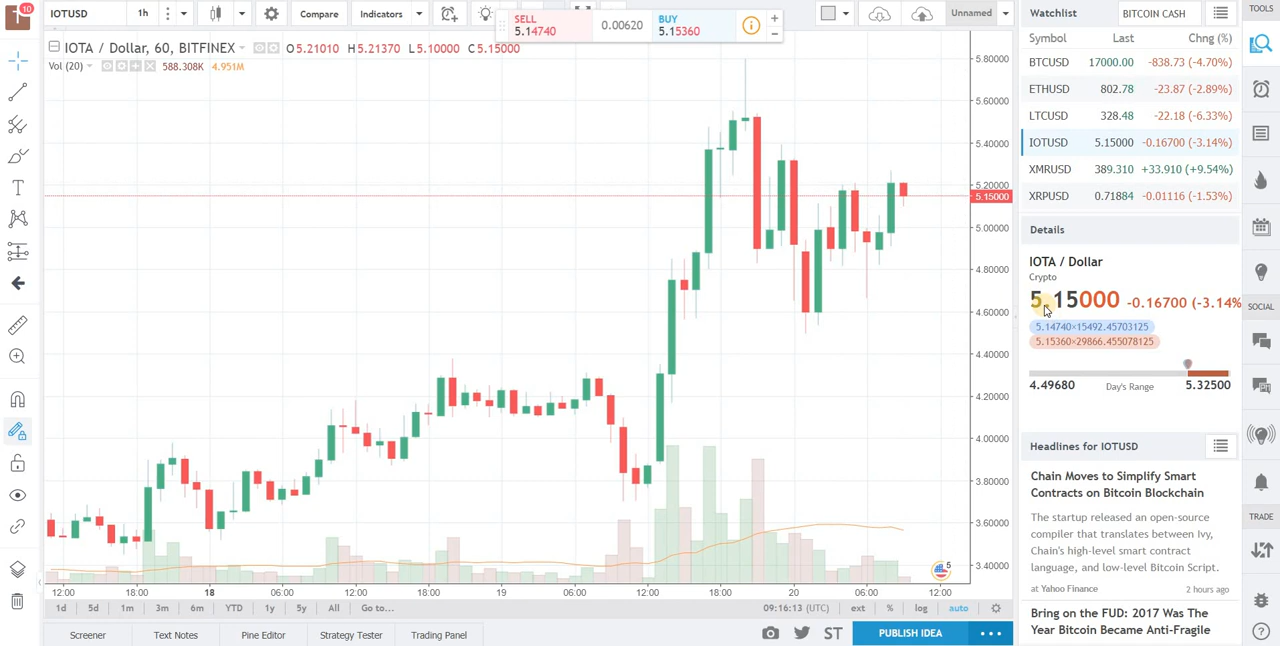 10
IOTUSD
1h
Compare
Indicators
SELL
5.14740
0.00620
BUY
5.15360
Unnamed
IOTA / Dollar, 60, BITFINEX
O5.21010 H5.21370 L5.10000 C5.15000
Vol (20)
588.308K 4.951M
5.80000
5.60000
5.40000
5.20000
5.15000
5.00000
4.80000
4.60000
4.40000
4.20000
4.00000
3.80000
3.60000
3.40000
5
12:00 18:00 18 06:00 12:00 18:00 19 06:00 12:00 18:00 20 06:00 12:00
1d 5d 1m 3m 6m YTD 1y 5y All Go to...
09:16:13 (UTC) ext % log auto
Screener Text Notes Pine Editor Strategy Tester Trading Panel
ST
PUBLISH IDEA
Watchlist
BITCOIN CASH
Symbol Last Chng (%)
BTCUSD 17000.00 -838.73 (-4.70%)
ETHUSD 802.78 -23.87 (-2.89%)
LTCUSD 328.48 -22.18 (-6.33%)
IOTUSD 5.15000 -0.16700 (-3.14%)
XMRUSD 389.310 +33.910 (+9.54%)
XRPUSD 0.71884 -0.01116 (-1.53%)
Details
IOTA / Dollar
Crypto
5.15000 -0.16700 (-3.14%
5.14740×15492.45703125
5.15360×29866.455078125
4.49680 Day's Range 5.32500
Headlines for IOTUSD
Chain Moves to Simplify Smart
Contracts on Bitcoin Blockchain
The startup released an open-source
compiler that translates between Ivy,
Chain's high-level smart contract
language, and low-level Bitcoin Script.
at Yahoo Finance 2 hours ago
Bring on the FUD: 2017 Was The
Year Bitcoin Became Anti-Fragile
TOOLS
SOCIAL
TRADE